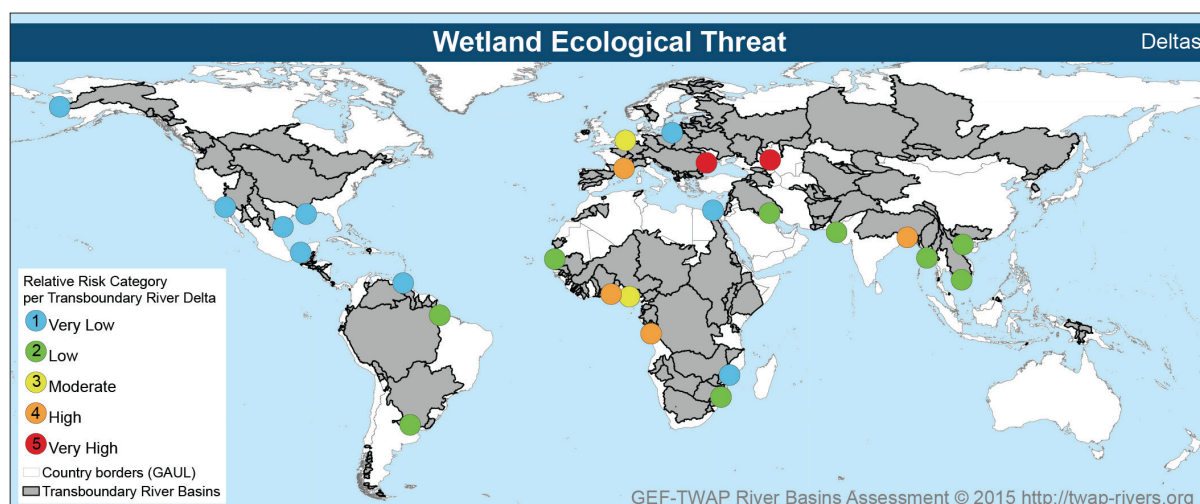 Wetland Ecological Threat
Deltas
Relative Risk Category
per Transboundary River Delta
1 Very Low
2 Low
3 Moderate
4 High
5 Very High
Country borders (GAUL)
Transboundary River Basins
GEF-TWAP River Basins Assessment © 2015 http://twap-rivers.org